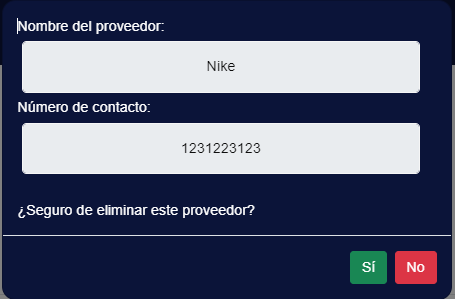 Nombre del proveedor:
Nike
Número de contacto:
1231223123
¿Seguro de eliminar este proveedor?
Sí No